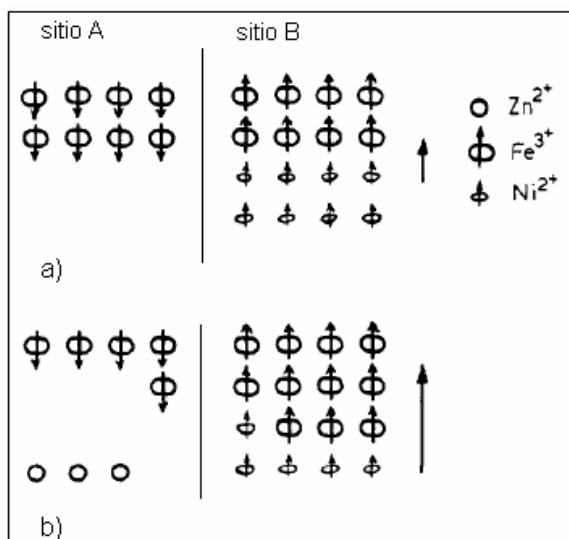 sitio A
sitio B
Zn²⁺
Fe³⁺
Ni²⁺
a)
b)